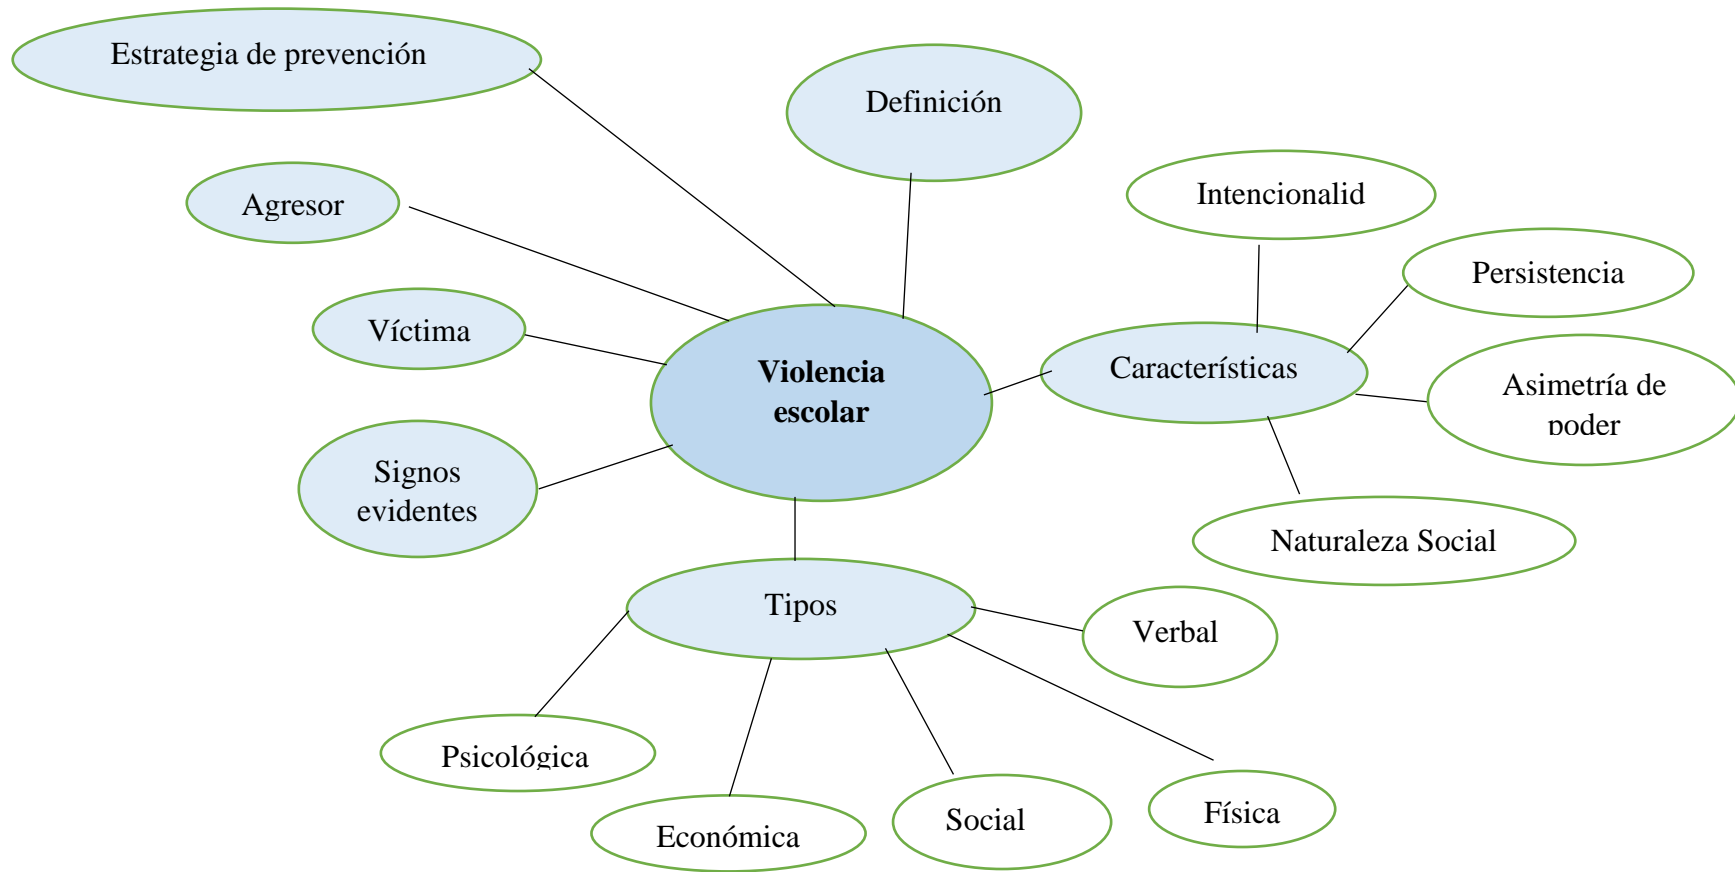 Estrategia de prevención
Definición
Intencionalid
Agresor
Persistencia
Víctima
Violencia
escolar
Características
Asimetría de
poder
Signos
evidentes
Naturaleza Social
Tipos
Verbal
Psicológica
Económica
Social
Física